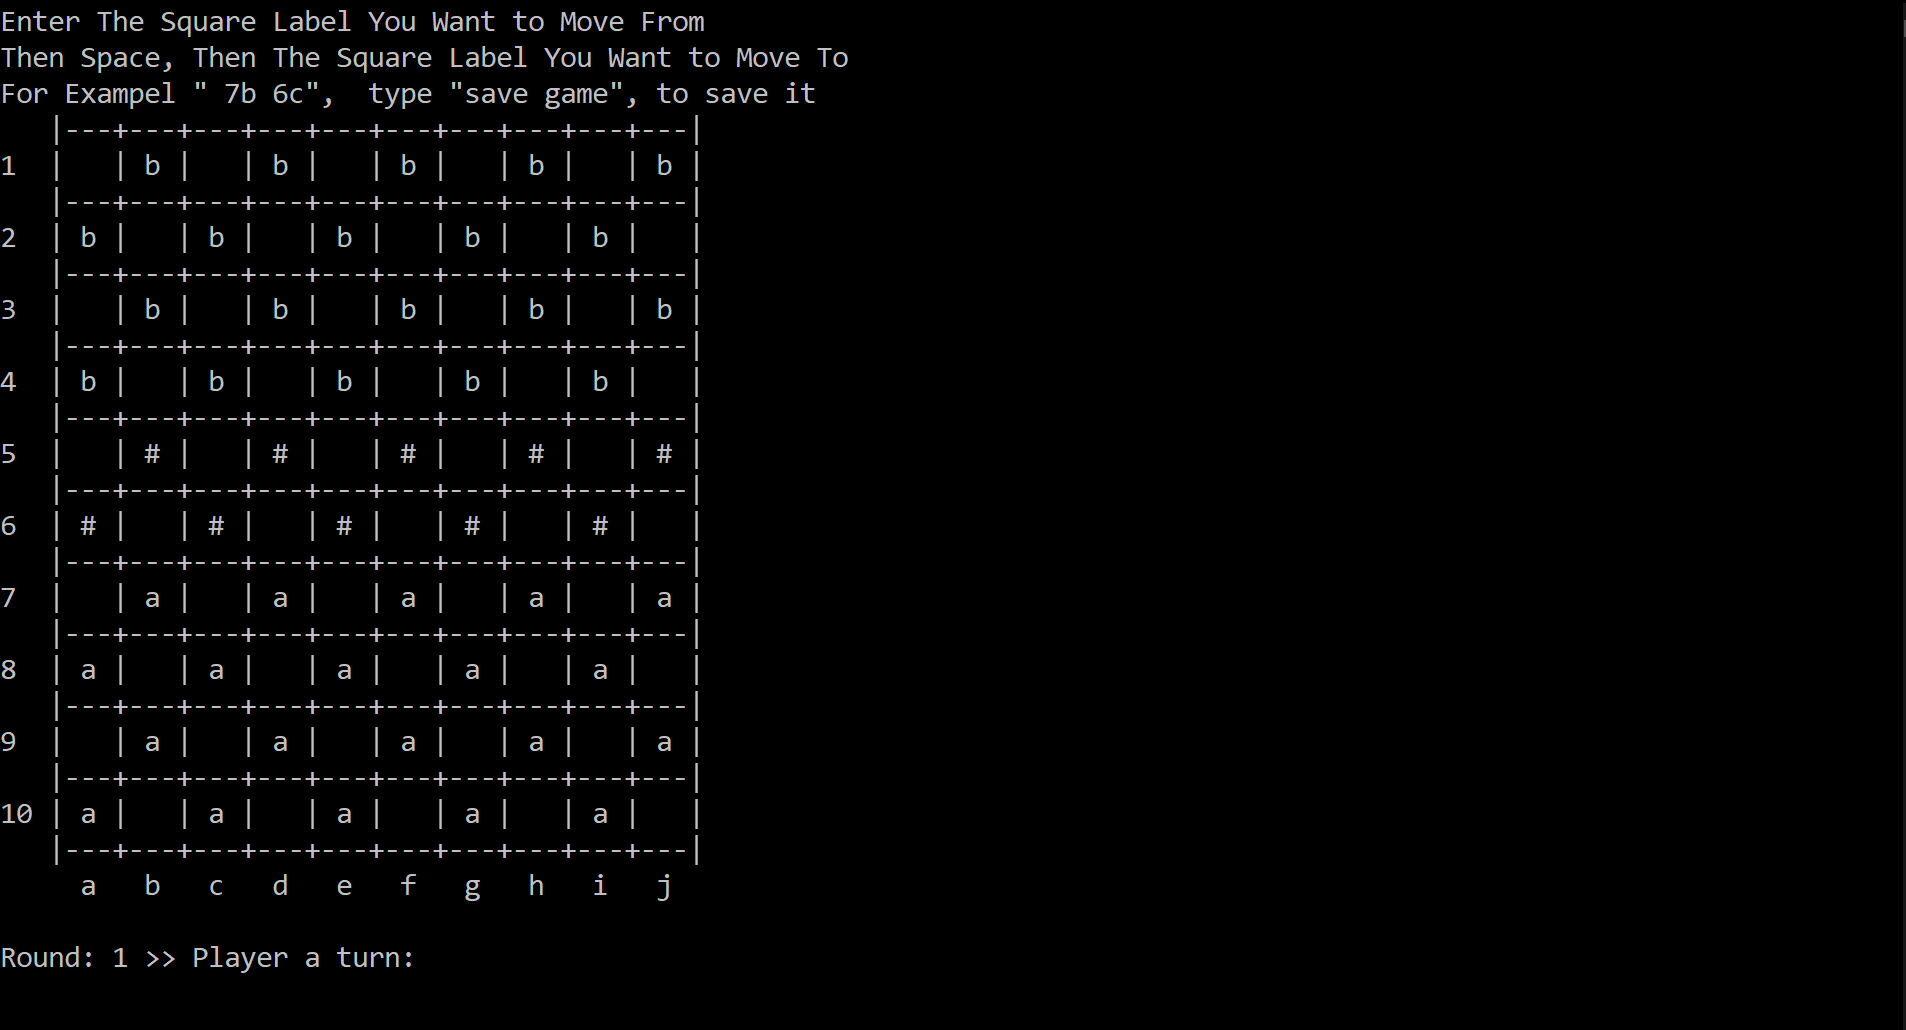 Enter The Square Label You Want to Move From
Then Space, Then The Square Label You Want to Move To
For Exampel " 7b 6c",  type "save game", to save it
   |---+---+---+---+---+---+---+---+---+---|
1  |   | b |   | b |   | b |   | b |   | b |
   |---+---+---+---+---+---+---+---+---+---|
2  | b |   | b |   | b |   | b |   | b |   |
   |---+---+---+---+---+---+---+---+---+---|
3  |   | b |   | b |   | b |   | b |   | b |
   |---+---+---+---+---+---+---+---+---+---|
4  | b |   | b |   | b |   | b |   | b |   |
   |---+---+---+---+---+---+---+---+---+---|
5  |   | # |   | # |   | # |   | # |   | # |
   |---+---+---+---+---+---+---+---+---+---|
6  | # |   | # |   | # |   | # |   | # |   |
   |---+---+---+---+---+---+---+---+---+---|
7  |   | a |   | a |   | a |   | a |   | a |
   |---+---+---+---+---+---+---+---+---+---|
8  | a |   | a |   | a |   | a |   | a |   |
   |---+---+---+---+---+---+---+---+---+---|
9  |   | a |   | a |   | a |   | a |   | a |
   |---+---+---+---+---+---+---+---+---+---|
10 | a |   | a |   | a |   | a |   | a |   |
   |---+---+---+---+---+---+---+---+---+---|
     a   b   c   d   e   f   g   h   i   j
Round: 1 >> Player a turn: